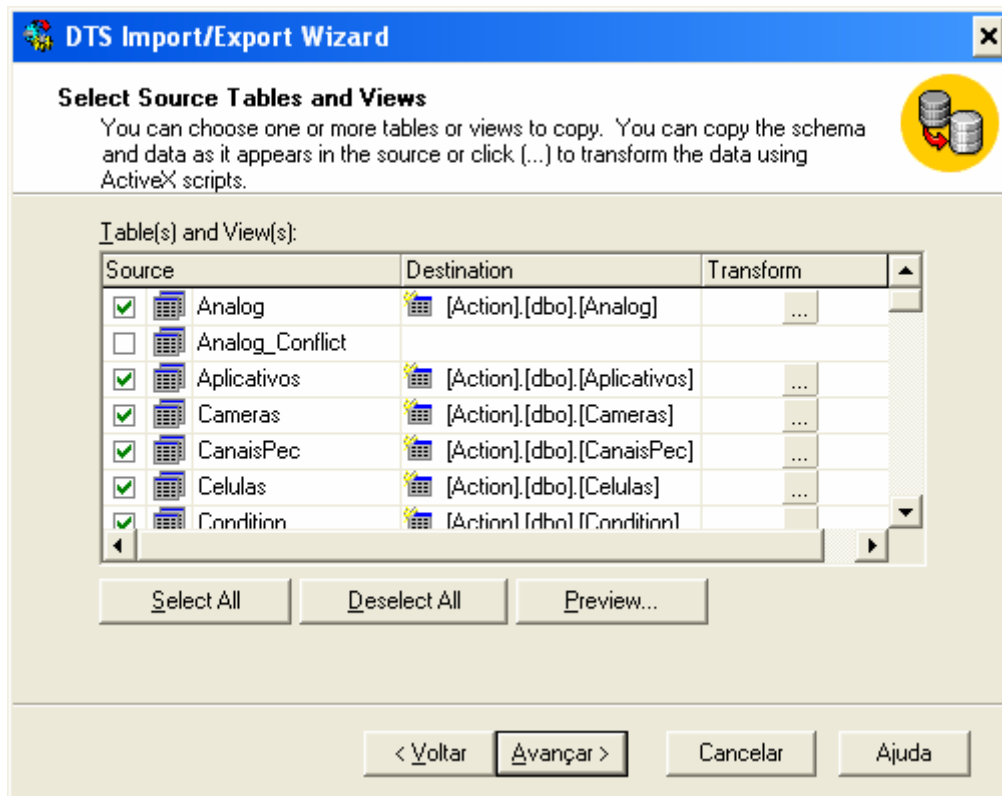 DTS Import/Export Wizard
Select Source Tables and Views
You can choose one or more tables or views to copy. You can copy the schema
and data as it appears in the source or click (...) to transform the data using
ActiveX scripts.
Table(s) and View(s):
Source Destination Transform
Analog [Action].[dbo].[Analog] ...
Analog_Conflict
Aplicativos [Action].[dbo].[Aplicativos] ...
Cameras [Action].[dbo].[Cameras] ...
CanaisPec [Action].[dbo].[CanaisPec] ...
Celulas [Action].[dbo].[Celulas] ...
Condition [Action].[dbo].[Condition]
Select All Deselect All Preview...
< Voltar Avançar > Cancelar Ajuda